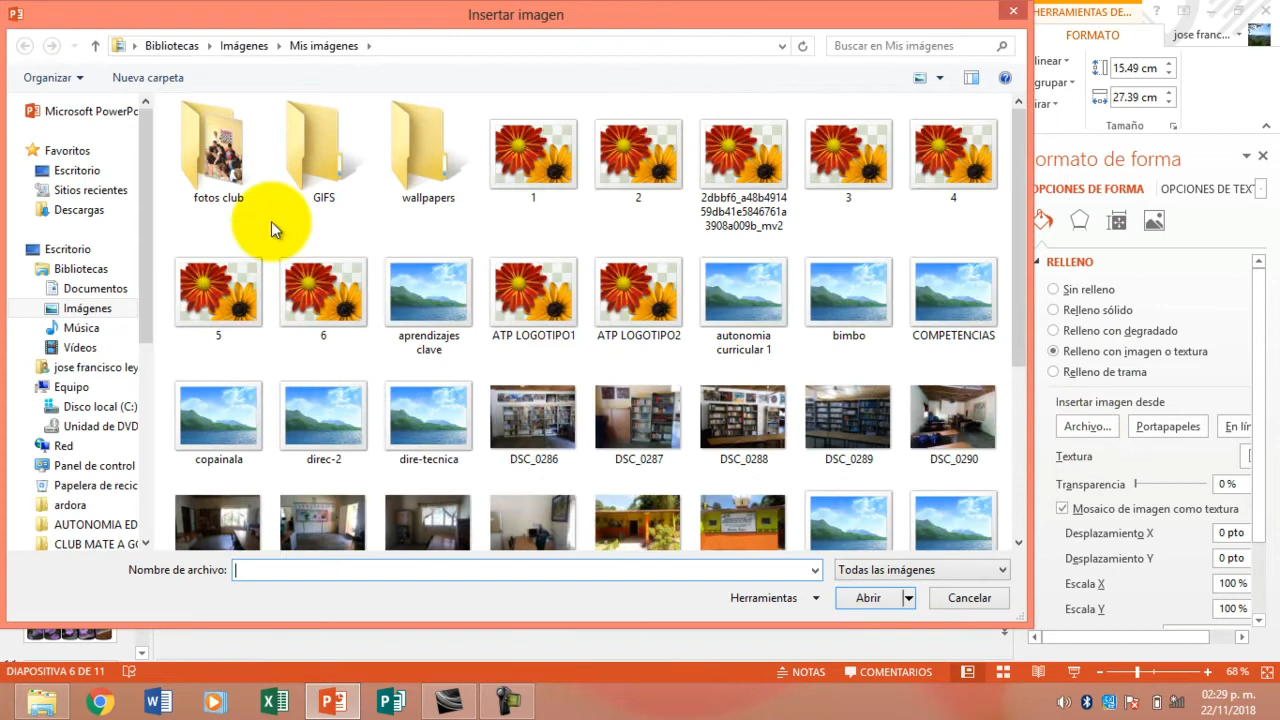 Insertar imagen
HERRAMIENTAS DE...
FORMATO
jose franc...
Bibliotecas
Imágenes
Mis imágenes
Buscar en Mis imágenes
Organizar
Nueva carpeta
linear
15.49 cm
27.39 cm
Tamaño
Microsoft PowerPo
Favoritos
Escritorio
Sitios recientes
Descargas
Escritorio
Bibliotecas
Documentos
Imágenes
Música
Vídeos
jose francisco ley
Equipo
Disco local (C:)
Unidad de DVD
Red
Panel de control
Papelera de recic
ardora
AUTONOMIA ED
CLUB MATE A GO
fotos club
GIFS
wallpapers
1
2
2dbbf6_a48b4914
59db41e5846761a
3908a009b_mv2
3
4
5
6
aprendizajes
clave
ATP LOGOTIPO1
ATP LOGOTIPO2
autonomia
curricular 1
bimbo
COMPETENCIAS
copainala
direc-2
dire-tecnica
DSC_0286
DSC_0287
DSC_0288
DSC_0289
DSC_0290
Nombre de archivo:
Todas las imágenes
Herramientas
Abrir
Cancelar
ormato de forma
OPCIONES DE FORMA
OPCIONES DE TEXT
RELLENO
Sin relleno
Relleno sólido
Relleno con degradado
Relleno con imagen o textura
Relleno de trama
Insertar imagen desde
Archivo...
Portapapeles
En lín
Textura
Transparencia
0 %
Mosaico de imagen como textura
Desplazamiento X
0 pto
Desplazamiento Y
0 pto
Escala X
100 %
Escala Y
100 %
DIAPOSITIVA 6 DE 11
NOTAS
COMENTARIOS
68 %
02:29 p. m.
22/11/2018